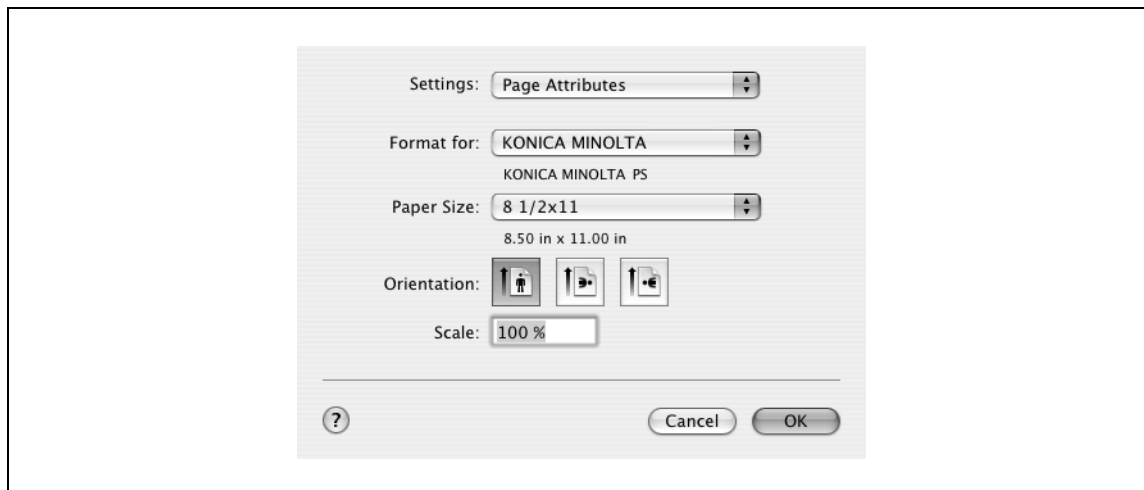 Settings: Page Attributes
Format for: KONICA MINOLTA
KONICA MINOLTA PS
Paper Size: 8 1/2x11
8.50 in x 11.00 in
Orientation:
Scale: 100 %
? Cancel OK